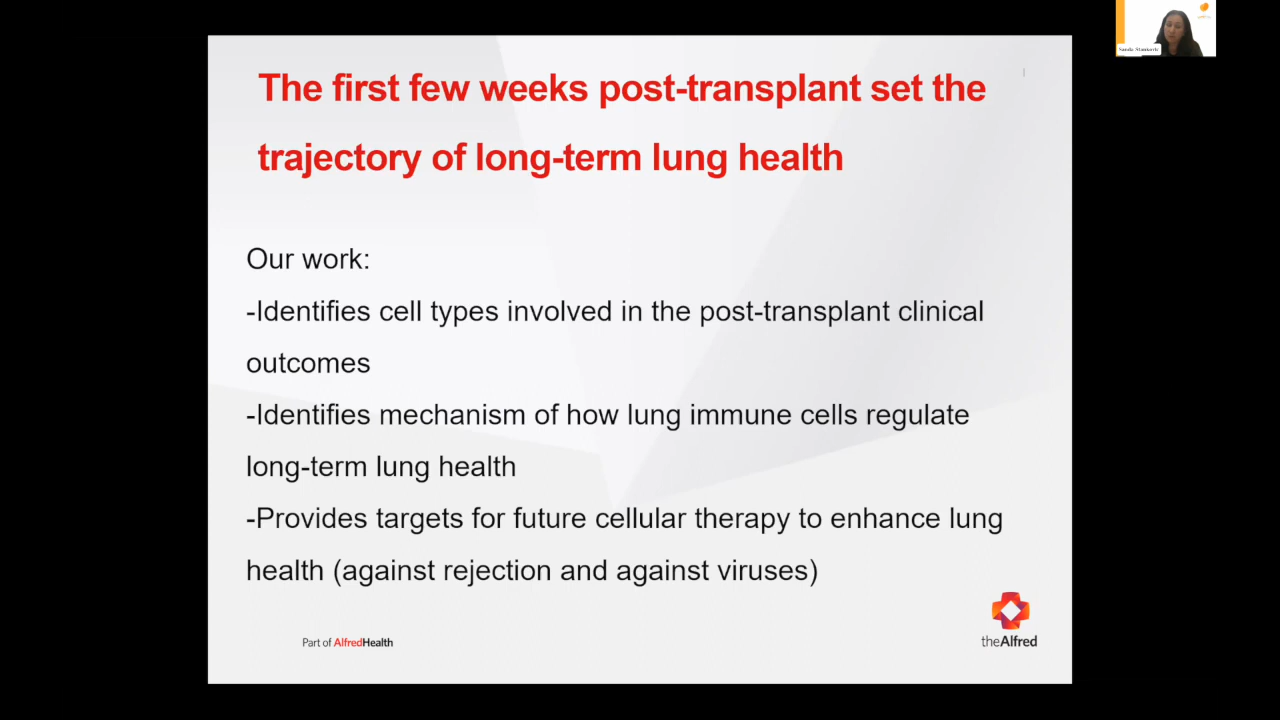 The first few weeks post-transplant set the
trajectory of long-term lung health
Our work:
-Identifies cell types involved in the post-transplant clinical
outcomes
-Identifies mechanism of how lung immune cells regulate
long-term lung health
-Provides targets for future cellular therapy to enhance lung
health (against rejection and against viruses)
Part of AlfredHealth
theAlfred
Sanda Stankovic